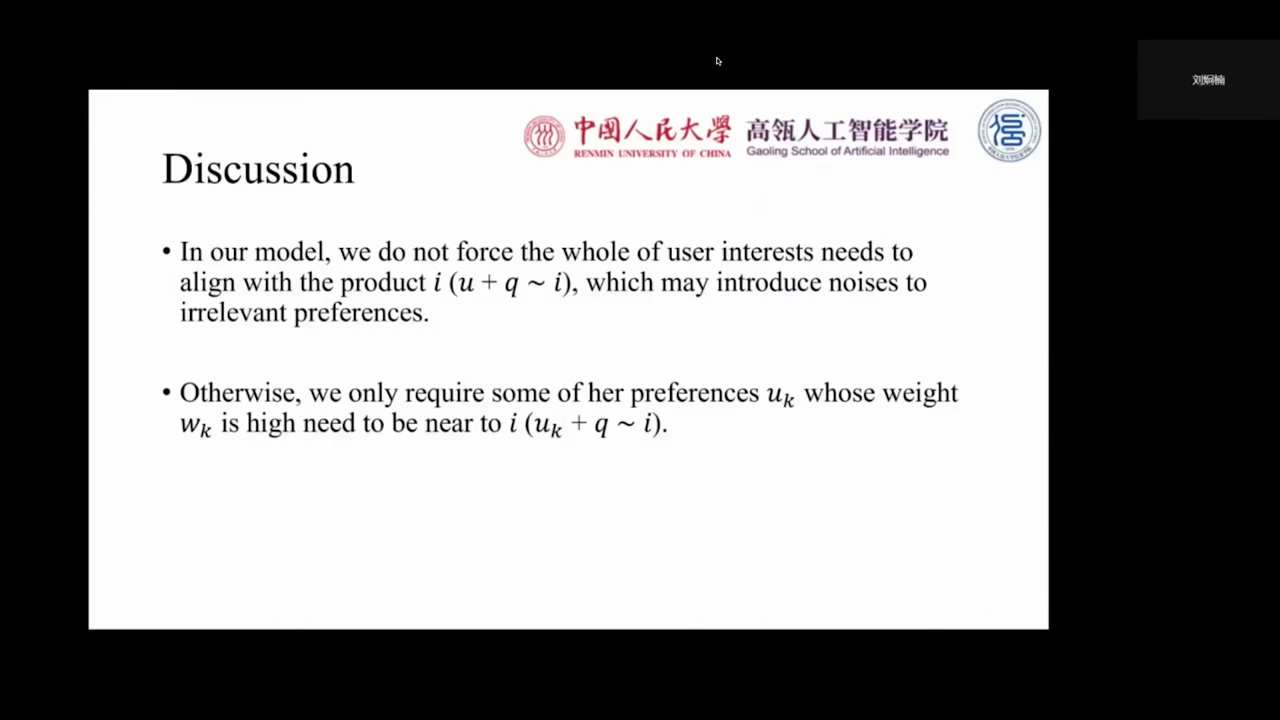 刘炯楠
中国人民大学
RENMIN UNIVERSITY OF CHINA
高瓴人工智能学院
Gaoling School of Artificial Intelligence
Discussion
• In our model, we do not force the whole of user interests needs to
align with the product i (u + q ~ i), which may introduce noises to
irrelevant preferences.
• Otherwise, we only require some of her preferences uₖ whose weight
wₖ is high need to be near to i (uₖ + q ~ i).